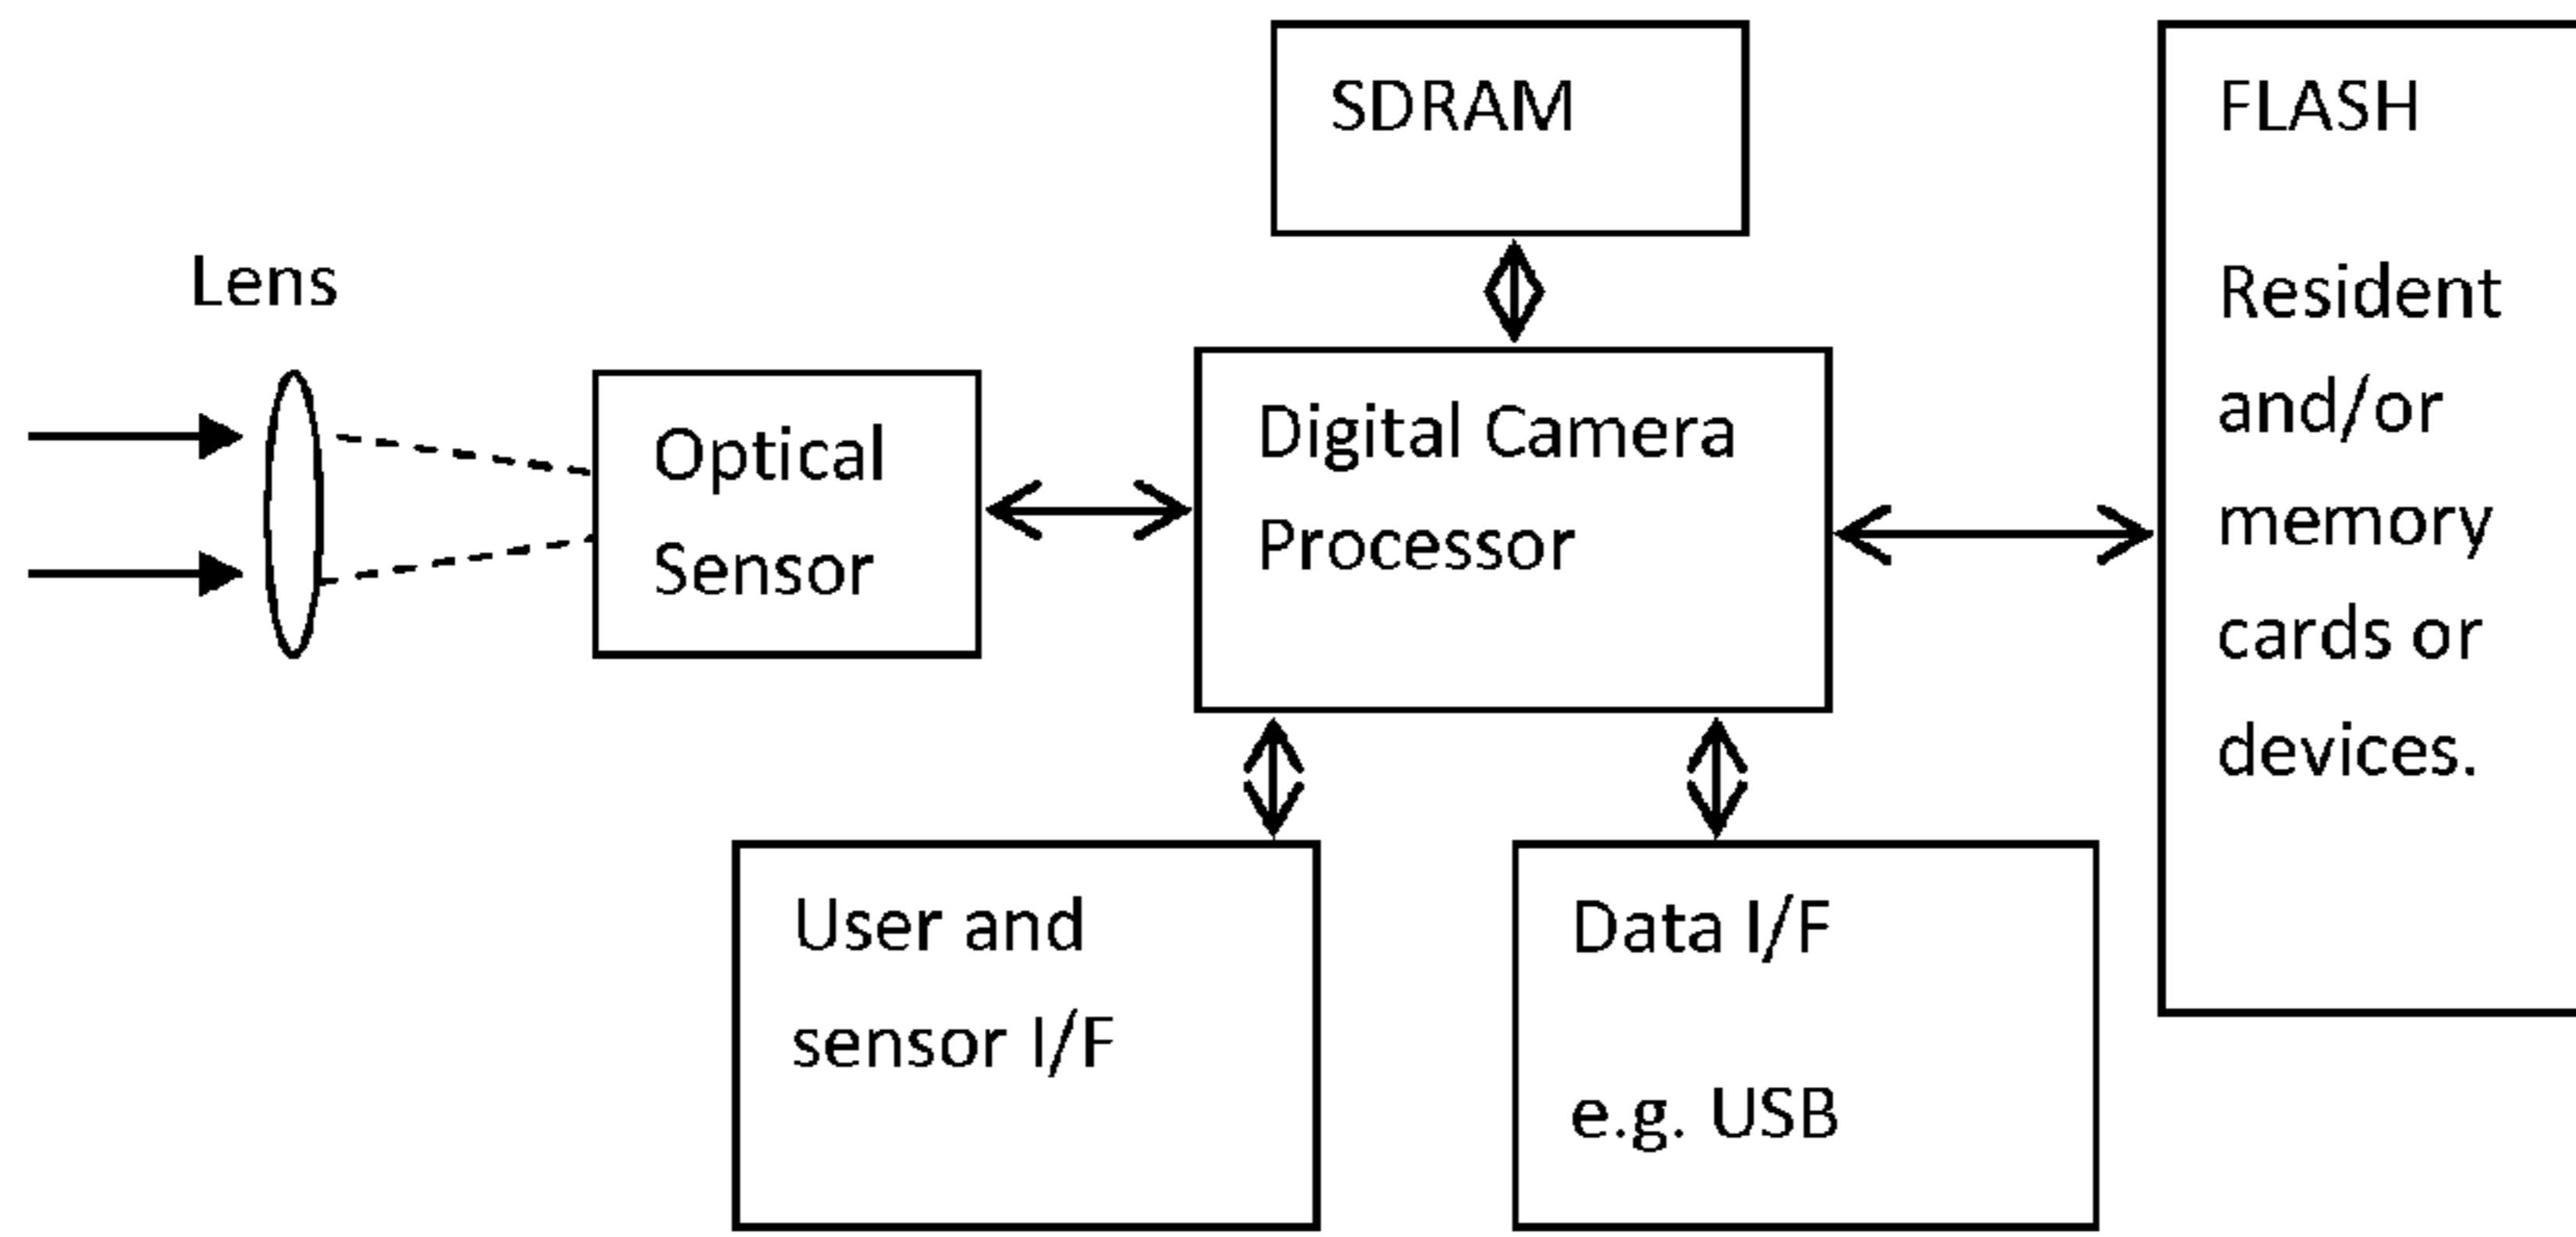 SDRAM
FLASH
Resident
and/or
memory
cards or
devices.
Lens
Optical
Sensor
Digital Camera
Processor
User and
sensor I/F
Data I/F
e.g. USB